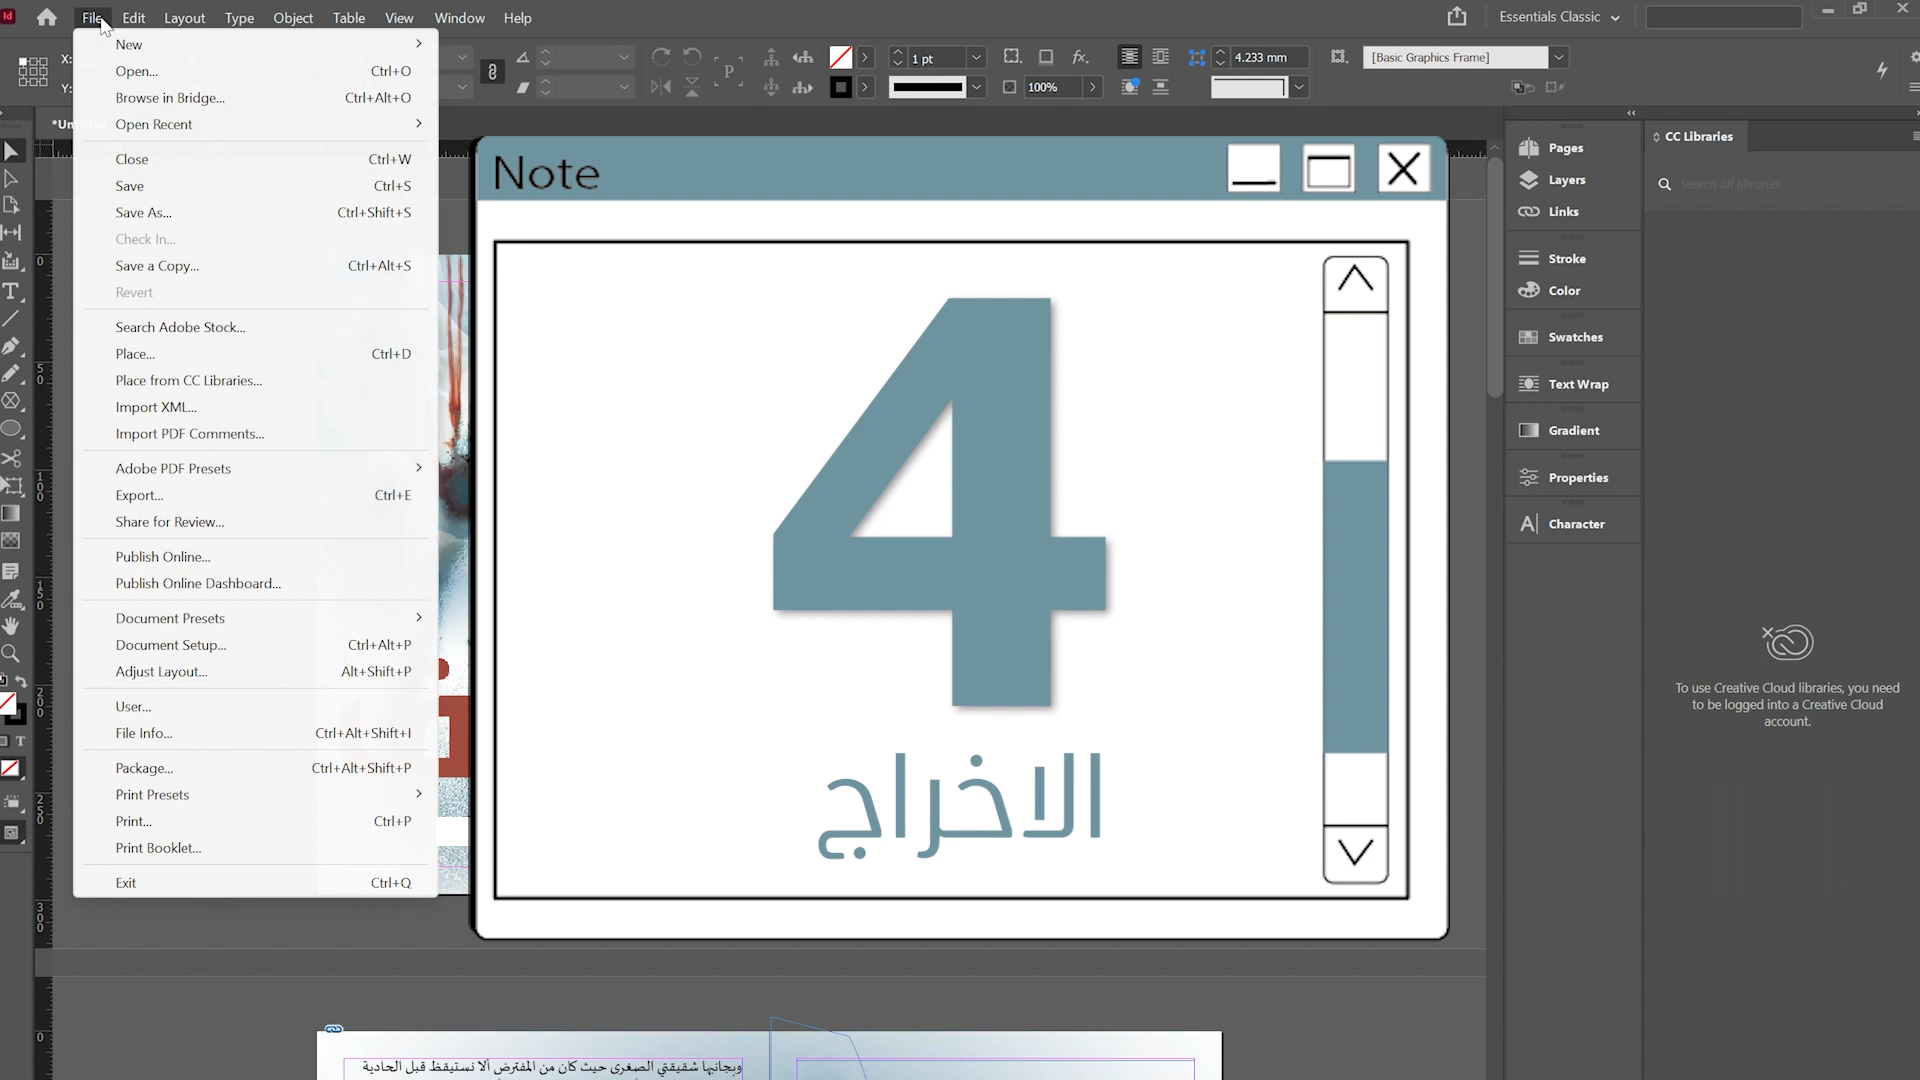 File Edit Layout Type Object Table View Window Help
Essentials Classic
X:
Y:
1 pt
100%
4.233 mm
[Basic Graphics Frame]
New
Open... Ctrl+O
Browse in Bridge... Ctrl+Alt+O
Open Recent
Close Ctrl+W
Save Ctrl+S
Save As... Ctrl+Shift+S
Check In...
Save a Copy... Ctrl+Alt+S
Revert
Search Adobe Stock...
Place... Ctrl+D
Place from CC Libraries...
Import XML...
Import PDF Comments...
Adobe PDF Presets
Export... Ctrl+E
Share for Review...
Publish Online...
Publish Online Dashboard...
Document Presets
Document Setup... Ctrl+Alt+P
Adjust Layout... Alt+Shift+P
User...
File Info... Ctrl+Alt+Shift+I
Package... Ctrl+Alt+Shift+P
Print Presets
Print... Ctrl+P
Print Booklet...
Exit Ctrl+Q
Note
4
الاخراج
Pages
Layers
Links
Stroke
Color
Swatches
Text Wrap
Gradient
Properties
Character
CC Libraries
Search all libraries
To use Creative Cloud libraries, you need
to be logged into a Creative Cloud
account.
وبجانبها شقيقتي الصغرى حيث كان من المفترض ألا نستيقظ قبل الحادية